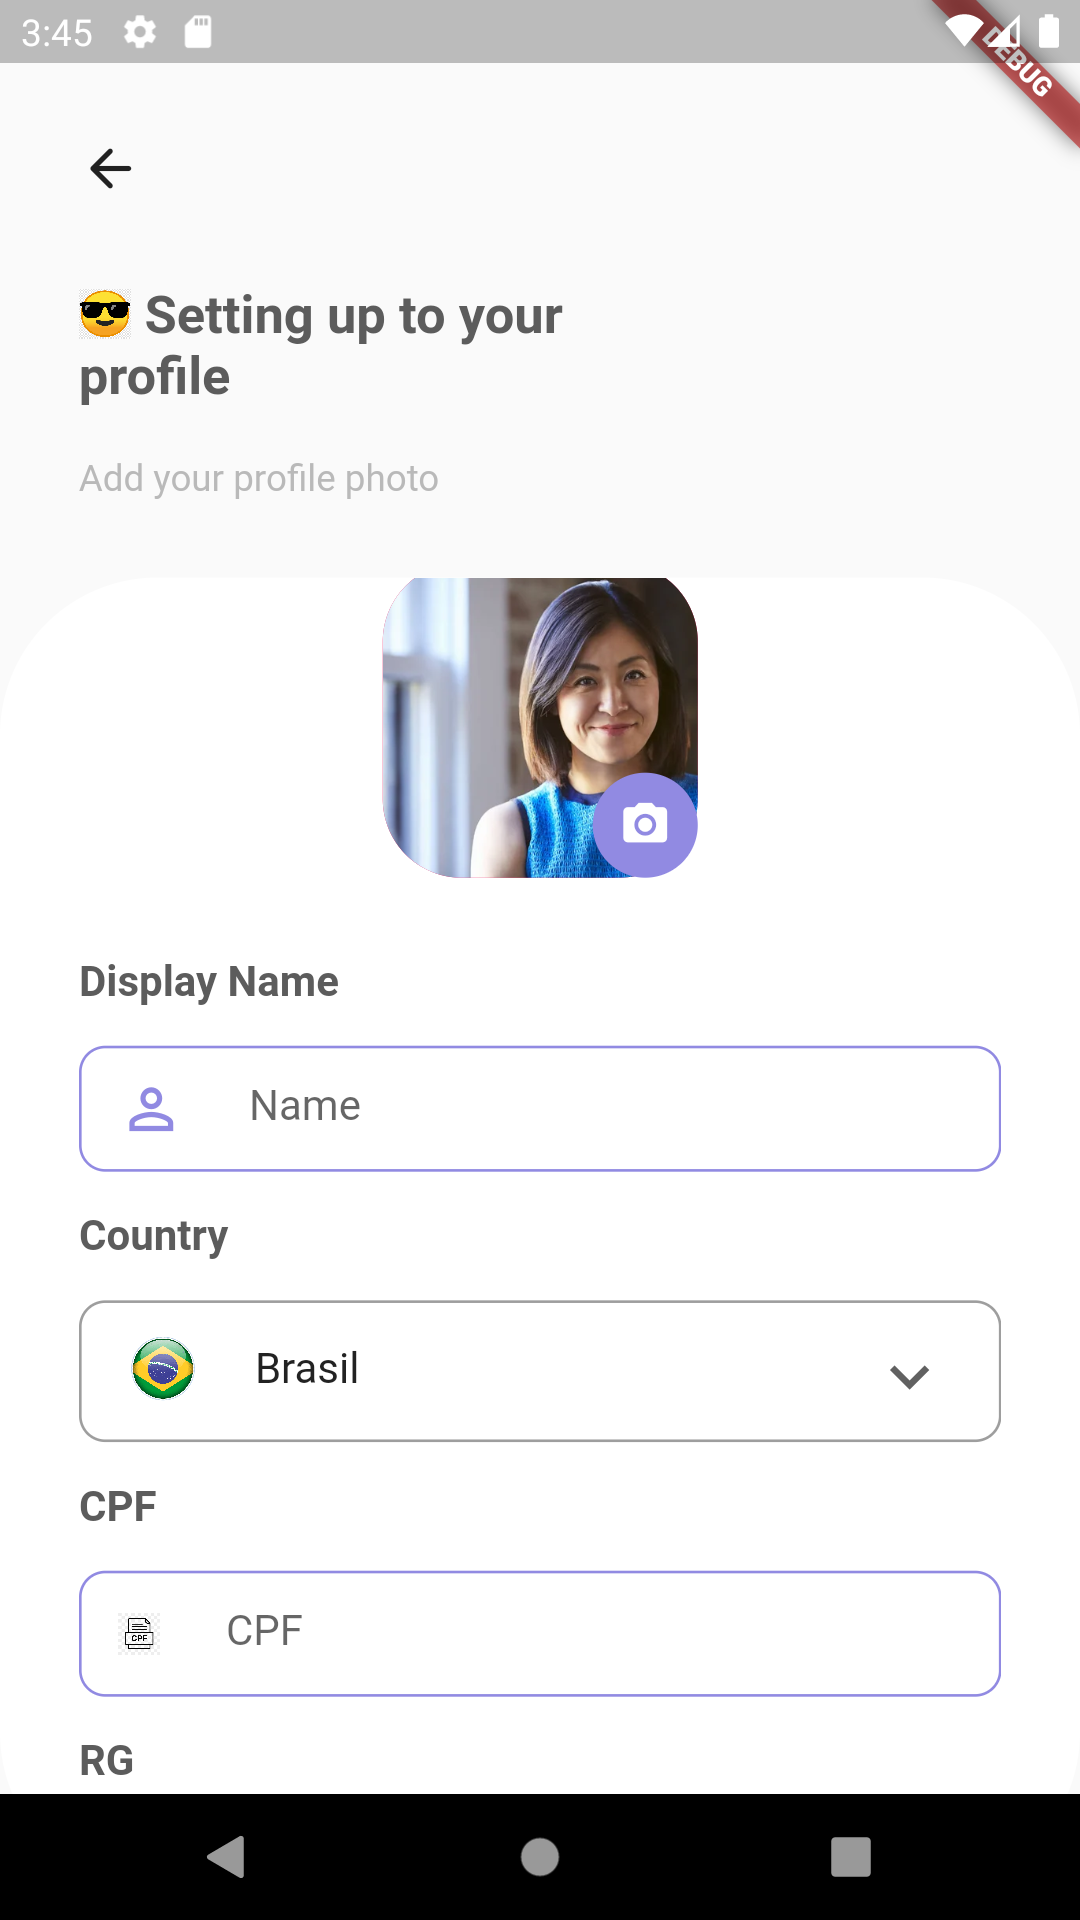 3:45
DEBUG
😎 Setting up to your
profile
Add your profile photo
Display Name
Name
Country
Brasil
CPF
CPF
CPF
RG